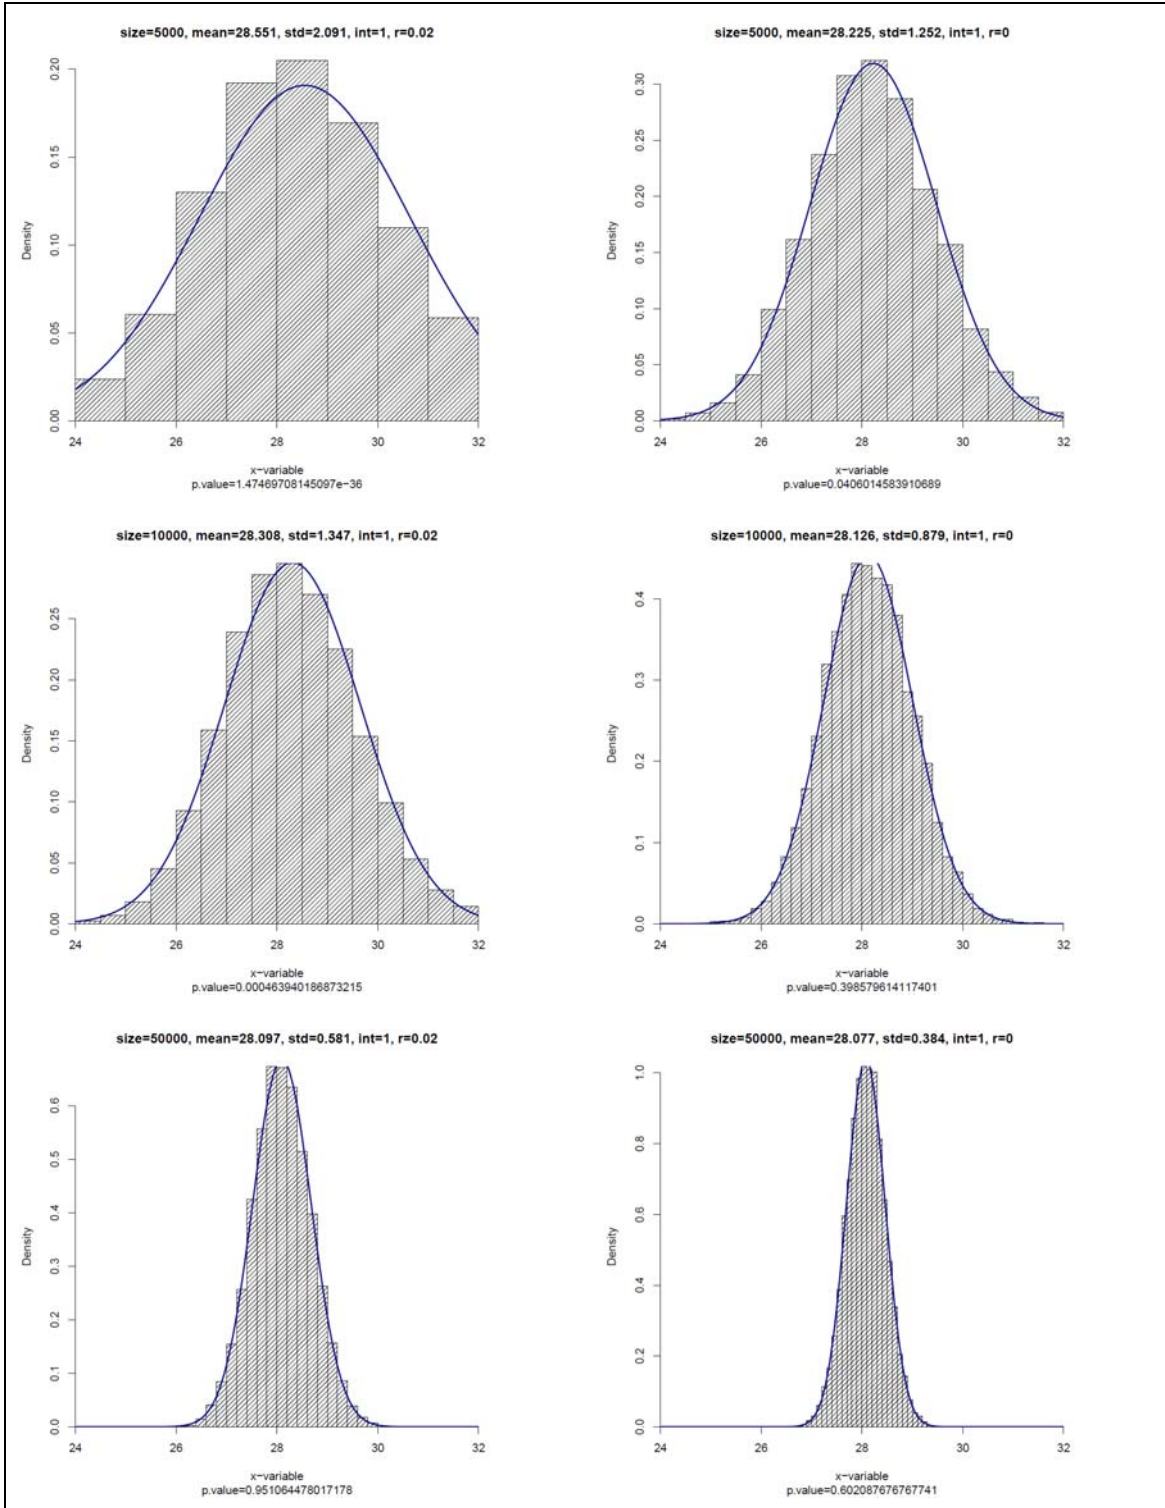 size=5000, mean=28.551, std=2.091, int=1, r=0.02
Density
0.00
0.05
0.10
0.15
0.20
24 26 28 30 32
x-variable
p.value=1.47469708145097e-36
size=5000, mean=28.225, std=1.252, int=1, r=0
Density
0.00
0.05
0.10
0.15
0.20
0.25
0.30
24 26 28 30 32
x-variable
p.value=0.0406014583910689
size=10000, mean=28.308, std=1.347, int=1, r=0.02
Density
0.00
0.05
0.10
0.15
0.20
0.25
24 26 28 30 32
x-variable
p.value=0.000463940186873215
size=10000, mean=28.126, std=0.879, int=1, r=0
Density
0.0
0.1
0.2
0.3
0.4
24 26 28 30 32
x-variable
p.value=0.398579614117401
size=50000, mean=28.097, std=0.581, int=1, r=0.02
Density
0.0
0.1
0.2
0.3
0.4
0.5
0.6
24 26 28 30 32
x-variable
p.value=0.951064478017178
size=50000, mean=28.077, std=0.384, int=1, r=0
Density
0.0
0.2
0.4
0.6
0.8
1.0
24 26 28 30 32
x-variable
p.value=0.602087676767741